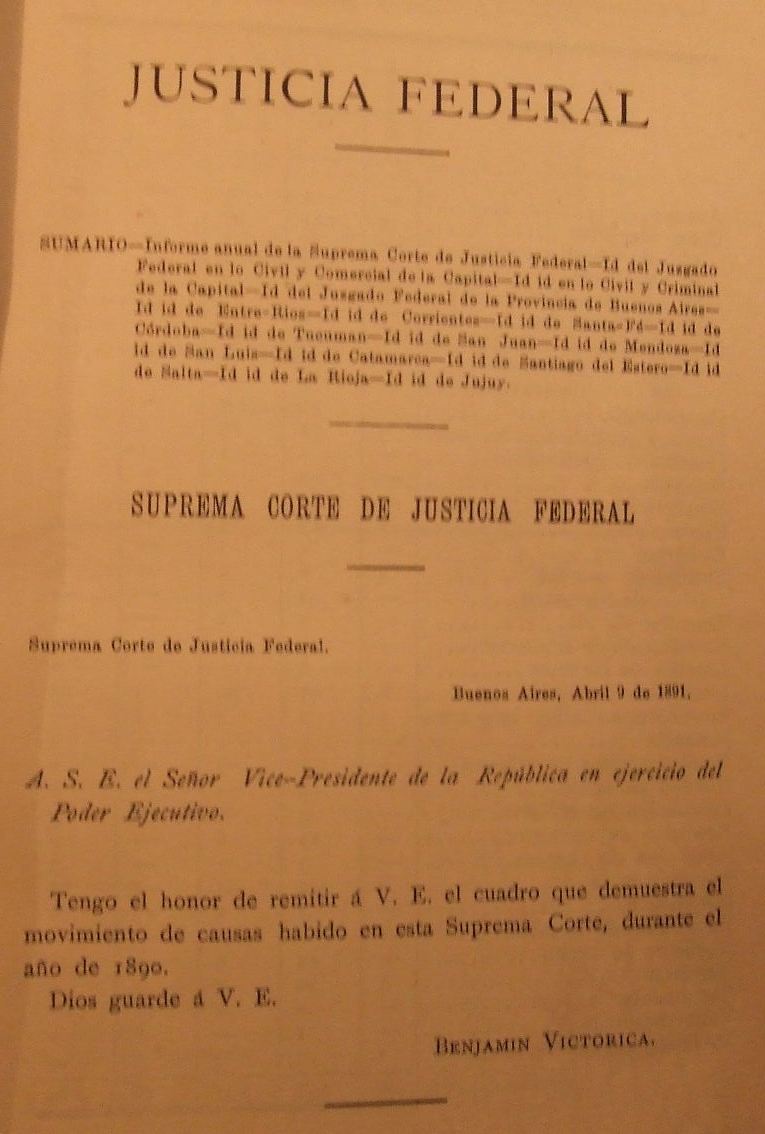 JUSTICIA FEDERAL
SUMARIO—Informe anual de la Suprema Corte de Justicia Federal—Id del Juzgado
Federal en lo Civil y Comercial de la Capital—Id id en lo Civil y Criminal
de la Capital—Id del Juzgado Federal de la Provincia de Buenos Aires—
Id id de Entre-Rios—Id id de Corrientes—Id id de Santa-Fé—Id id de
Córdoba—Id id de Tucuman—Id id de San Juan—Id id de Mendoza—Id
id de San Luis—Id id de Catamarca—Id id de Santiago del Estero—Id id
de Salta—Id id de La Rioja—Id id de Jujuy.
SUPREMA CORTE DE JUSTICIA FEDERAL
Suprema Corte de Justicia Federal.
Buenos Aires, Abril 9 de 1891.
A. S. E. el Señor Vice-Presidente de la República en ejercicio del
Poder Ejecutivo.
Tengo el honor de remitir á V. E. el cuadro que demuestra el
movimiento de causas habido en esta Suprema Corte, durante el
año de 1890.
Dios guarde á V. E.
BENJAMIN VICTORICA.